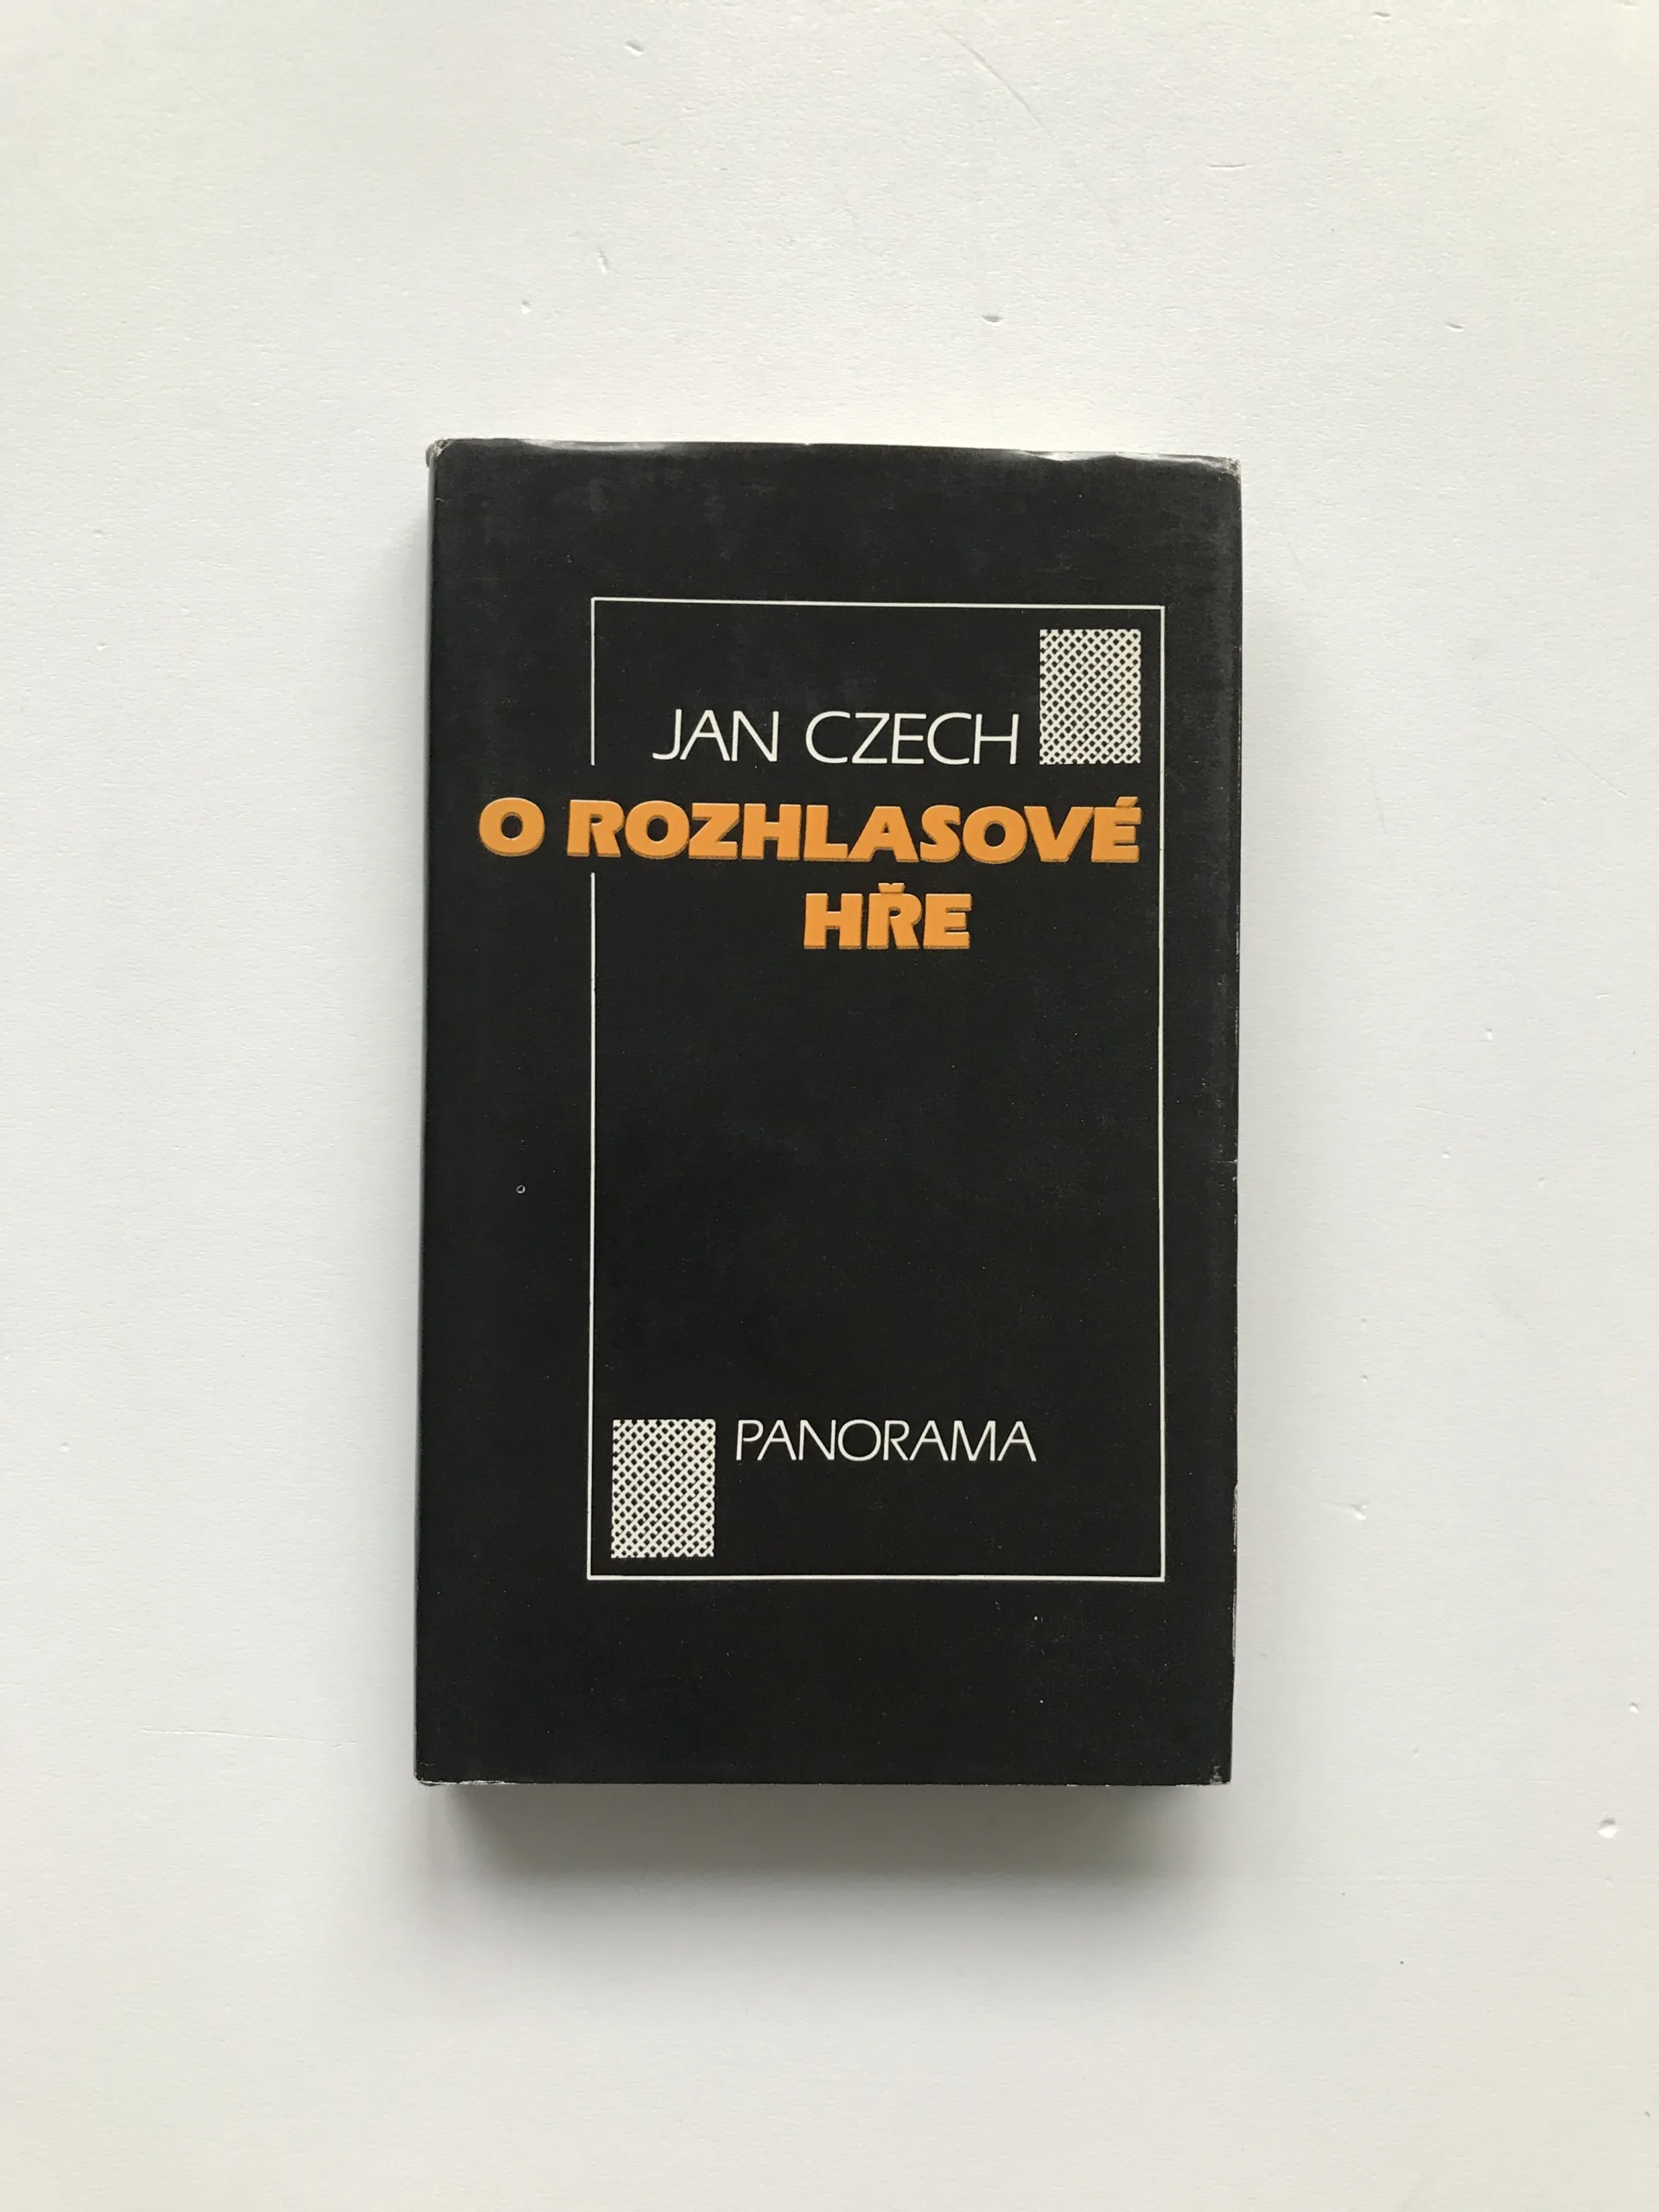 JAN CZECH
O ROZHLASOVÉ
HŘE
PANORAMA